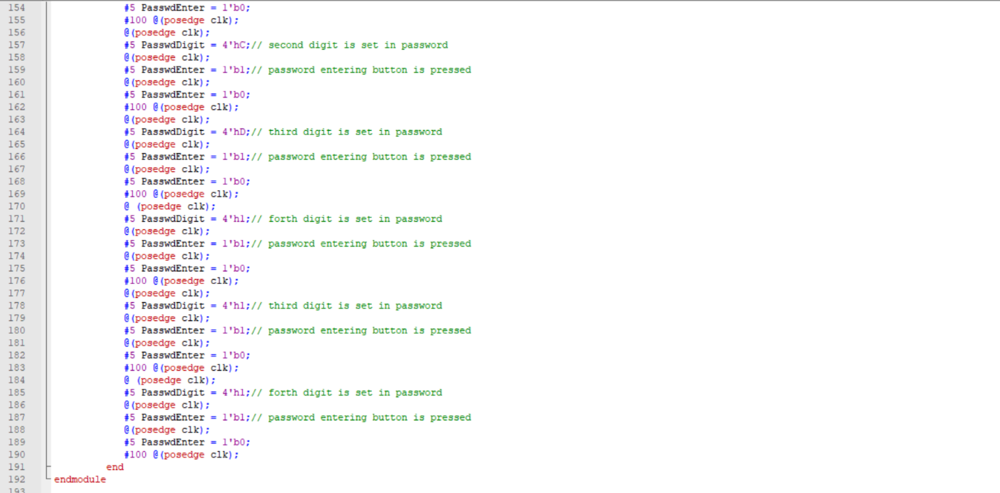 154 #5 PasswdEnter = 1'b0;
155 #100 @(posedge clk);
156 @(posedge clk);
157 #5 PasswdDigit = 4'hC;// second digit is set in password
158 @(posedge clk);
159 #5 PasswdEnter = 1'b1;// password entering button is pressed
160 @(posedge clk);
161 #5 PasswdEnter = 1'b0;
162 #100 @(posedge clk);
163 @(posedge clk);
164 #5 PasswdDigit = 4'hD;// third digit is set in password
165 @(posedge clk);
166 #5 PasswdEnter = 1'b1;// password entering button is pressed
167 @(posedge clk);
168 #5 PasswdEnter = 1'b0;
169 #100 @(posedge clk);
170 @ (posedge clk);
171 #5 PasswdDigit = 4'h1;// forth digit is set in password
172 @(posedge clk);
173 #5 PasswdEnter = 1'b1;// password entering button is pressed
174 @(posedge clk);
175 #5 PasswdEnter = 1'b0;
176 #100 @(posedge clk);
177 @(posedge clk);
178 #5 PasswdDigit = 4'h1;// third digit is set in password
179 @(posedge clk);
180 #5 PasswdEnter = 1'b1;// password entering button is pressed
181 @(posedge clk);
182 #5 PasswdEnter = 1'b0;
183 #100 @(posedge clk);
184 @ (posedge clk);
185 #5 PasswdDigit = 4'h1;// forth digit is set in password
186 @(posedge clk);
187 #5 PasswdEnter = 1'b1;// password entering button is pressed
188 @(posedge clk);
189 #5 PasswdEnter = 1'b0;
190 #100 @(posedge clk);
191 end
192 endmodule
193